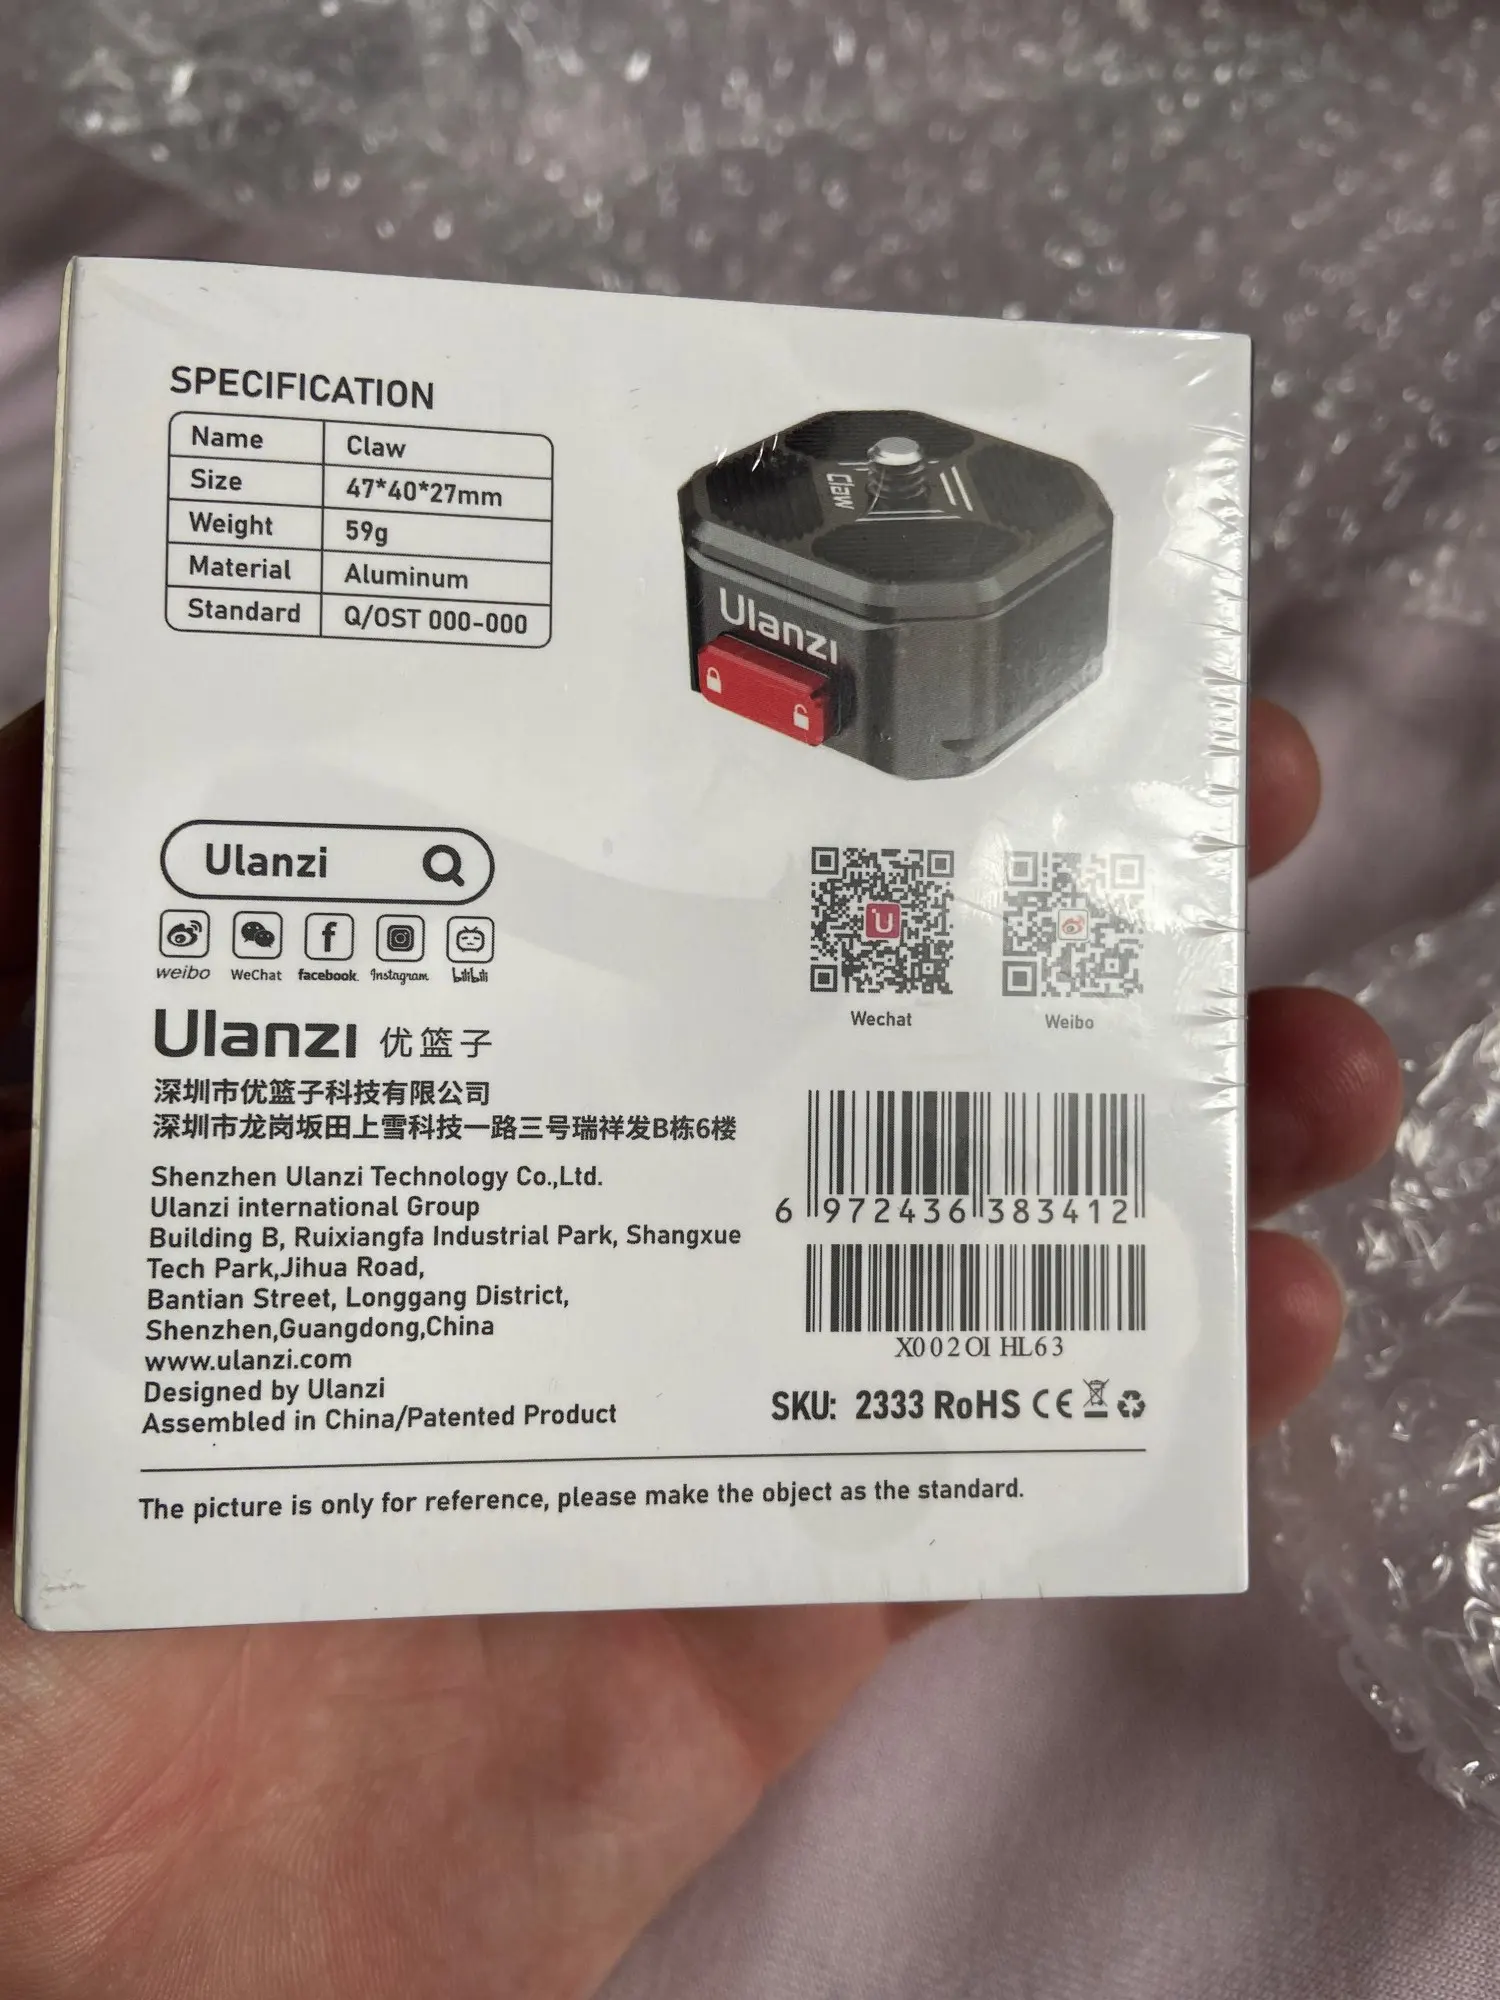 SPECIFICATION
Name Claw
Size 47*40*27mm
Weight 59g
Material Aluminum
Standard Q/OST 000-000
Claw
Ulanzi
Ulanzi
weibo WeChat facebook Instagram bilibili
Wechat Weibo
Ulanzi 优篮子
深圳市优篮子科技有限公司
深圳市龙岗坂田上雪科技一路三号瑞祥发B栋6楼
Shenzhen Ulanzi Technology Co.,Ltd.
Ulanzi international Group
Building B, Ruixiangfa Industrial Park, Shangxue
Tech Park,Jihua Road,
Bantian Street, Longgang District,
Shenzhen,Guangdong,China
www.ulanzi.com
Designed by Ulanzi
Assembled in China/Patented Product
6 972436 383412
X002OIHL63
SKU: 2333 RoHS CE
The picture is only for reference, please make the object as the standard.